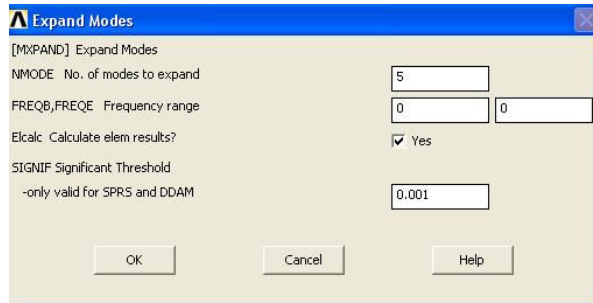 Expand Modes
[MXPAND] Expand Modes
NMODE No. of modes to expand 5
FREQB,FREQE Frequency range 0 0
Elcalc Calculate elem results? Yes
SIGNIF Significant Threshold
-only valid for SPRS and DDAM 0.001
OK Cancel Help